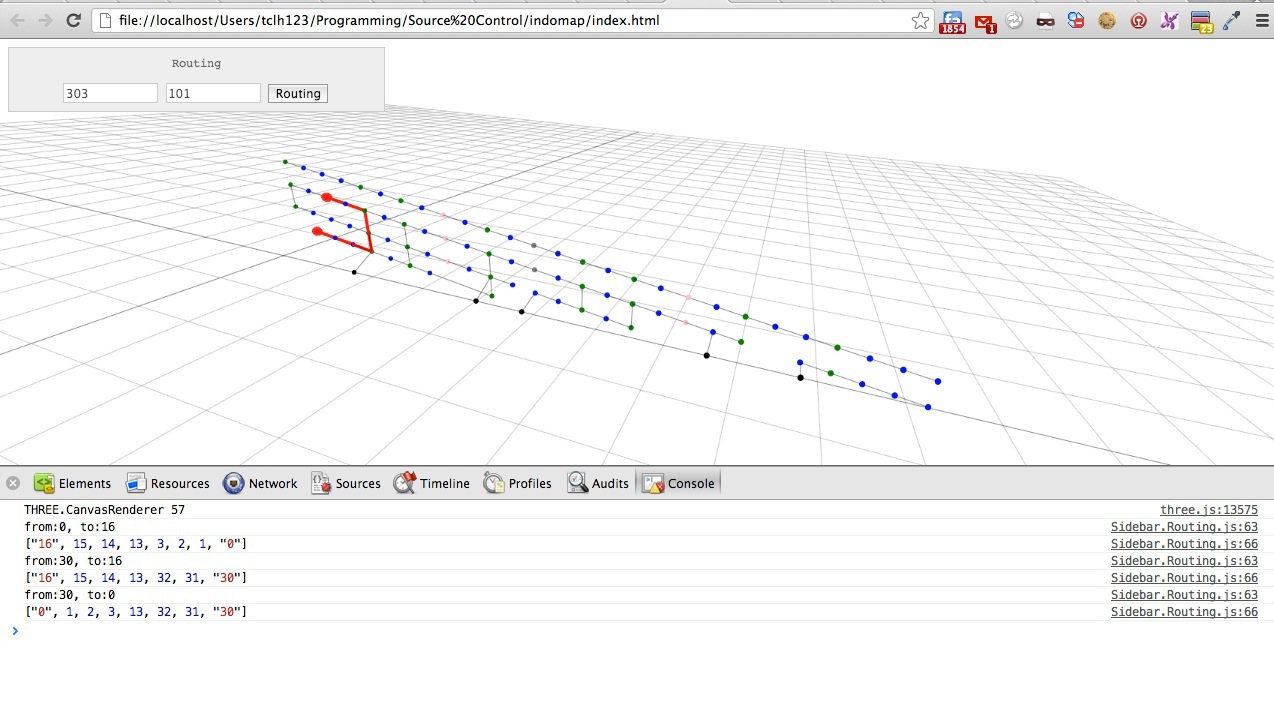 file://localhost/Users/tclh123/Programming/Source%20Control/indomap/index.html
1854
1
23
Routing
303 101 Routing
Elements Resources Network Sources Timeline Profiles Audits Console
THREE.CanvasRenderer 57 three.js:13575
from:0, to:16 Sidebar.Routing.js:63
["16", 15, 14, 13, 3, 2, 1, "0"] Sidebar.Routing.js:66
from:30, to:16 Sidebar.Routing.js:63
["16", 15, 14, 13, 32, 31, "30"] Sidebar.Routing.js:66
from:30, to:0 Sidebar.Routing.js:63
["0", 1, 2, 3, 13, 32, 31, "30"] Sidebar.Routing.js:66